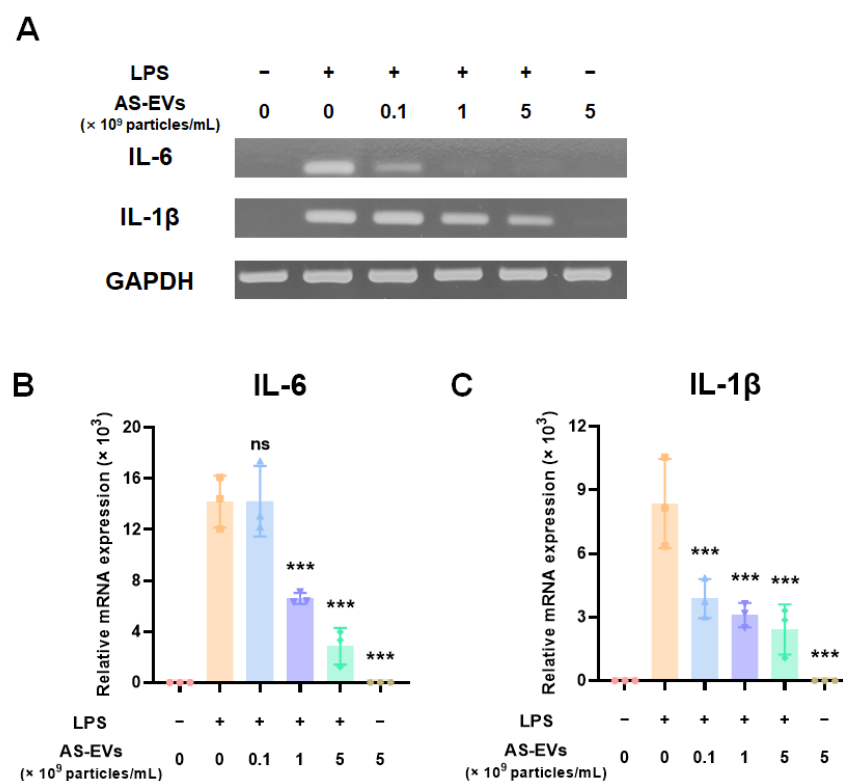 A
LPS − + + + + −
AS-EVs 0 0 0.1 1 5 5
(× 10⁹ particles/mL)
IL-6
IL-1β
GAPDH
B
IL-6
Relative mRNA expression (× 10³)
20
16
12
8
4
0
ns
***
***
***
LPS − + + + + −
AS-EVs 0 0 0.1 1 5 5
(× 10⁹ particles/mL)
C
IL-1β
Relative mRNA expression (× 10³)
12
9
6
3
0
***
***
***
***
LPS − + + + + −
AS-EVs 0 0 0.1 1 5 5
(× 10⁹ particles/mL)